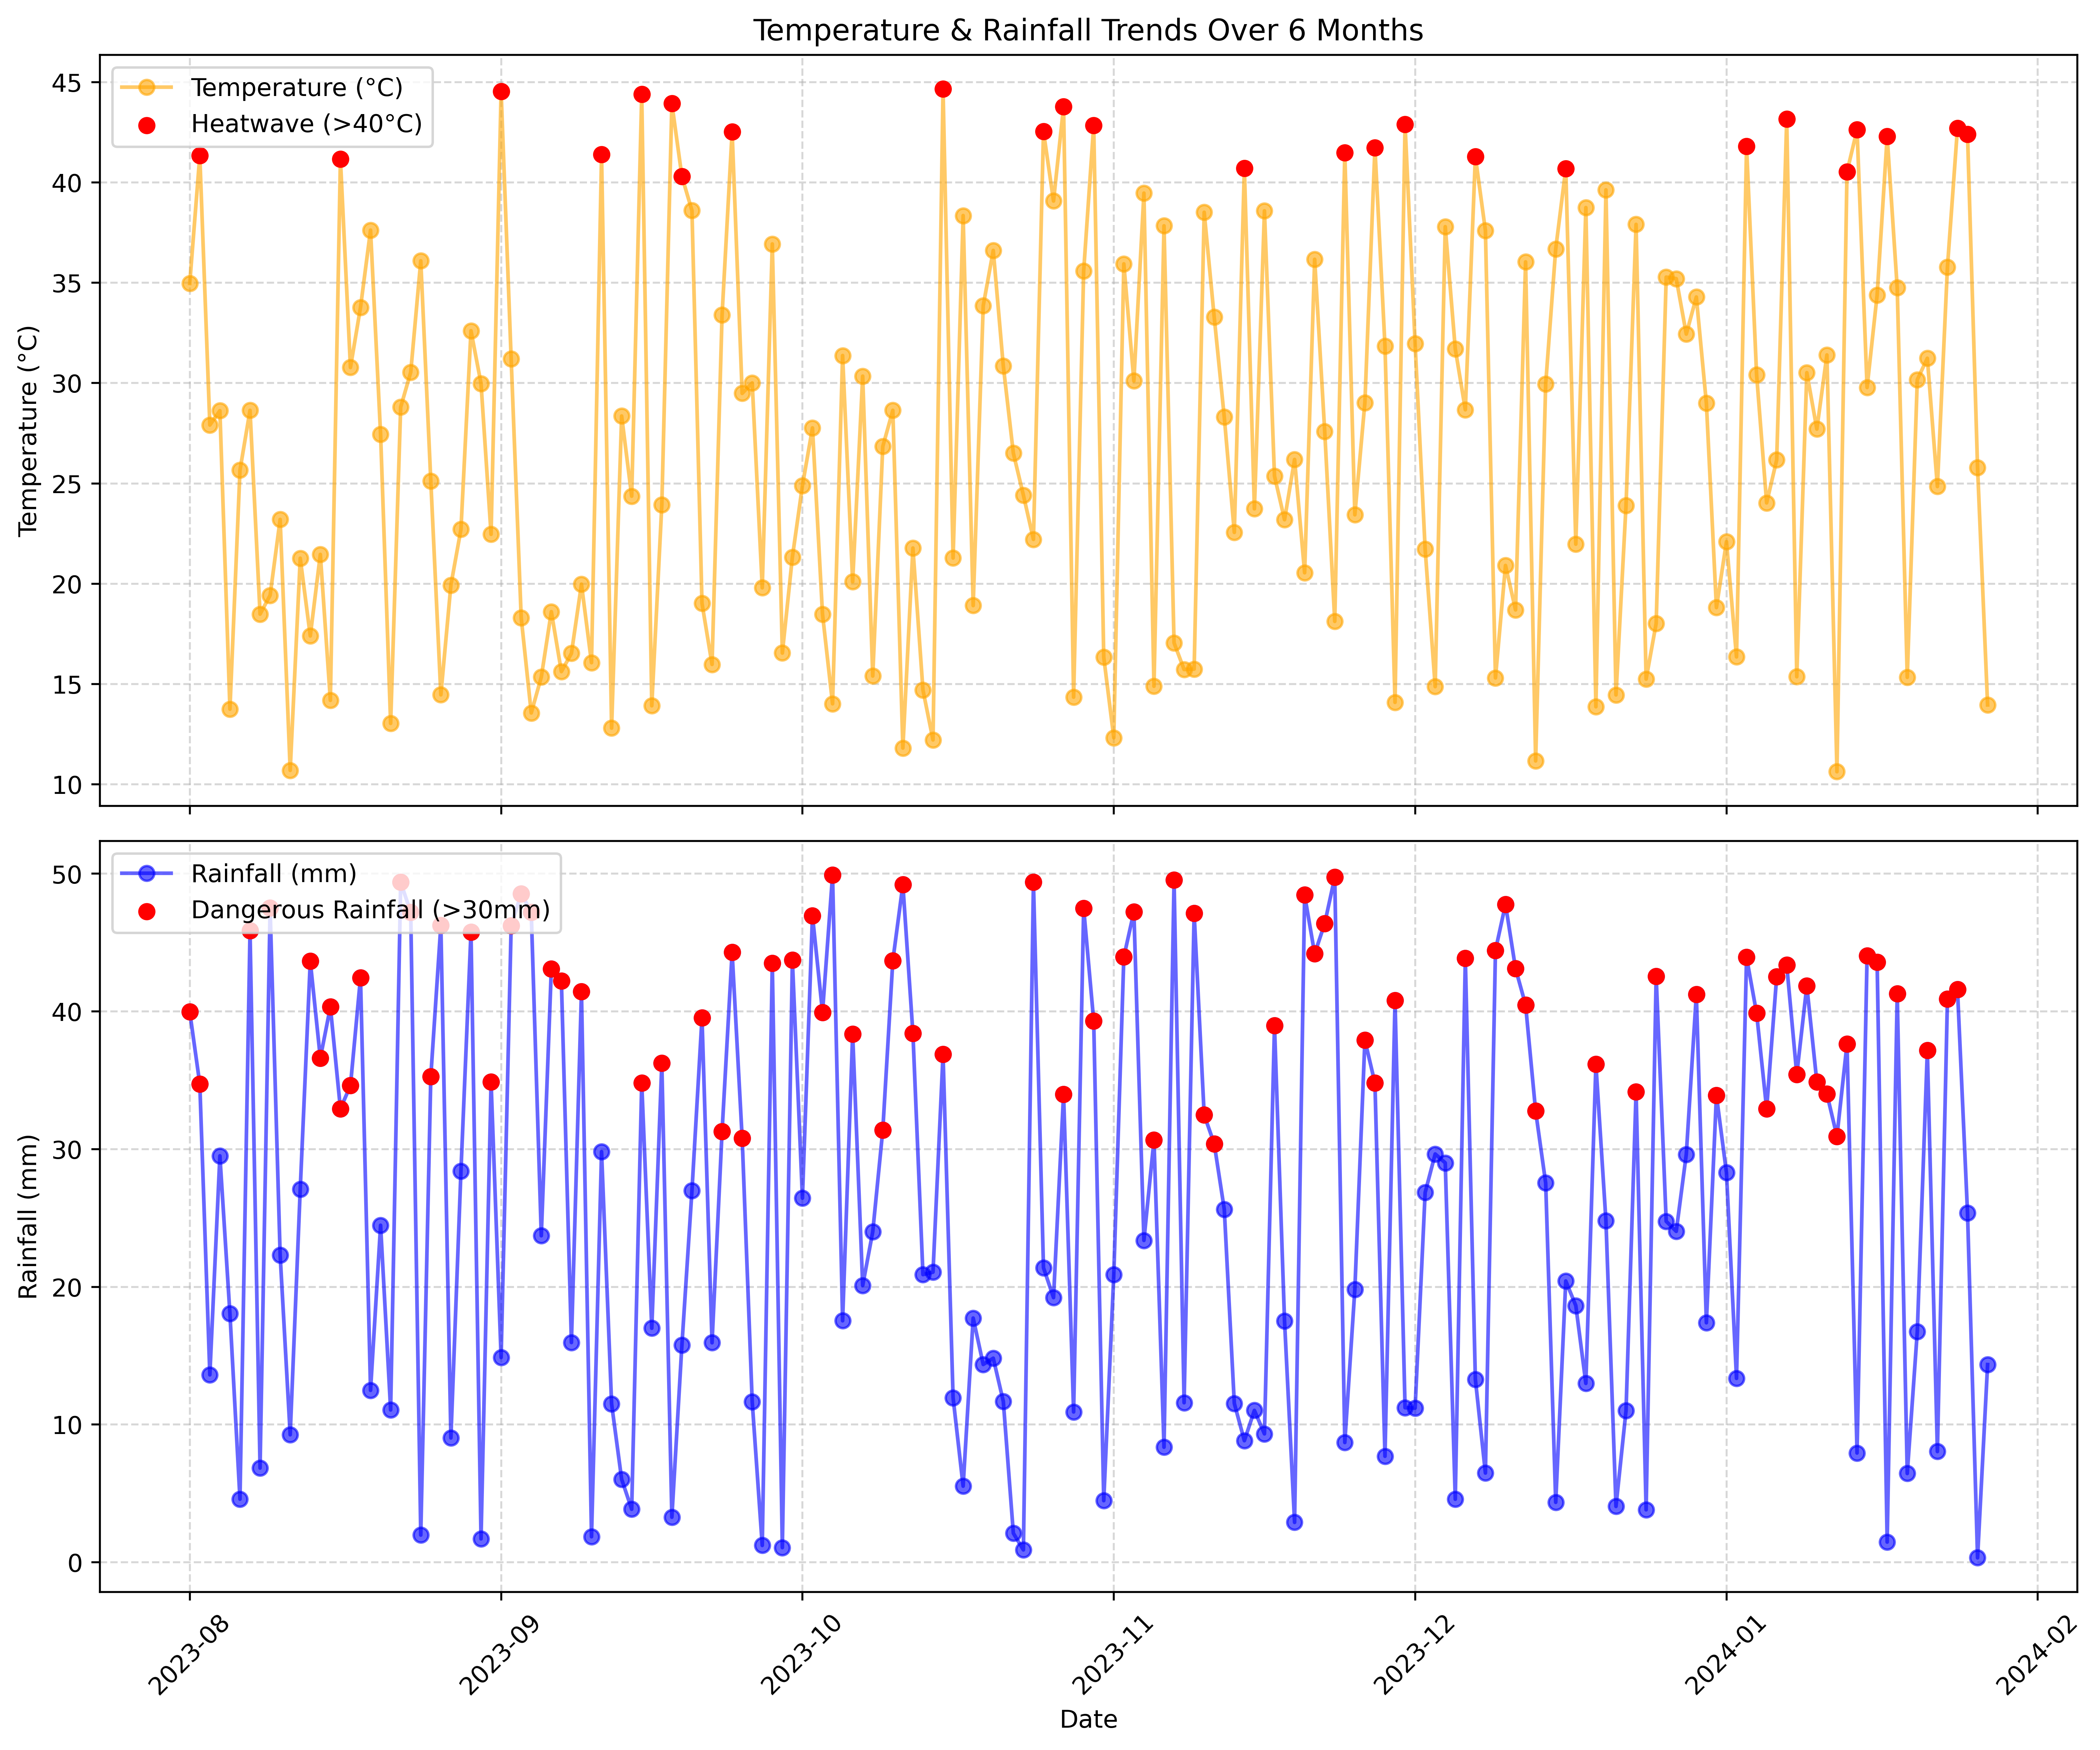 Temperature & Rainfall Trends Over 6 Months
Temperature (°C)
Heatwave (>40°C)
45
40
35
30
25
20
15
10
Temperature (°C)
Rainfall (mm)
Dangerous Rainfall (>30mm)
50
40
30
20
10
0
Rainfall (mm)
2023-08
2023-09
2023-10
2023-11
2023-12
2024-01
2024-02
Date